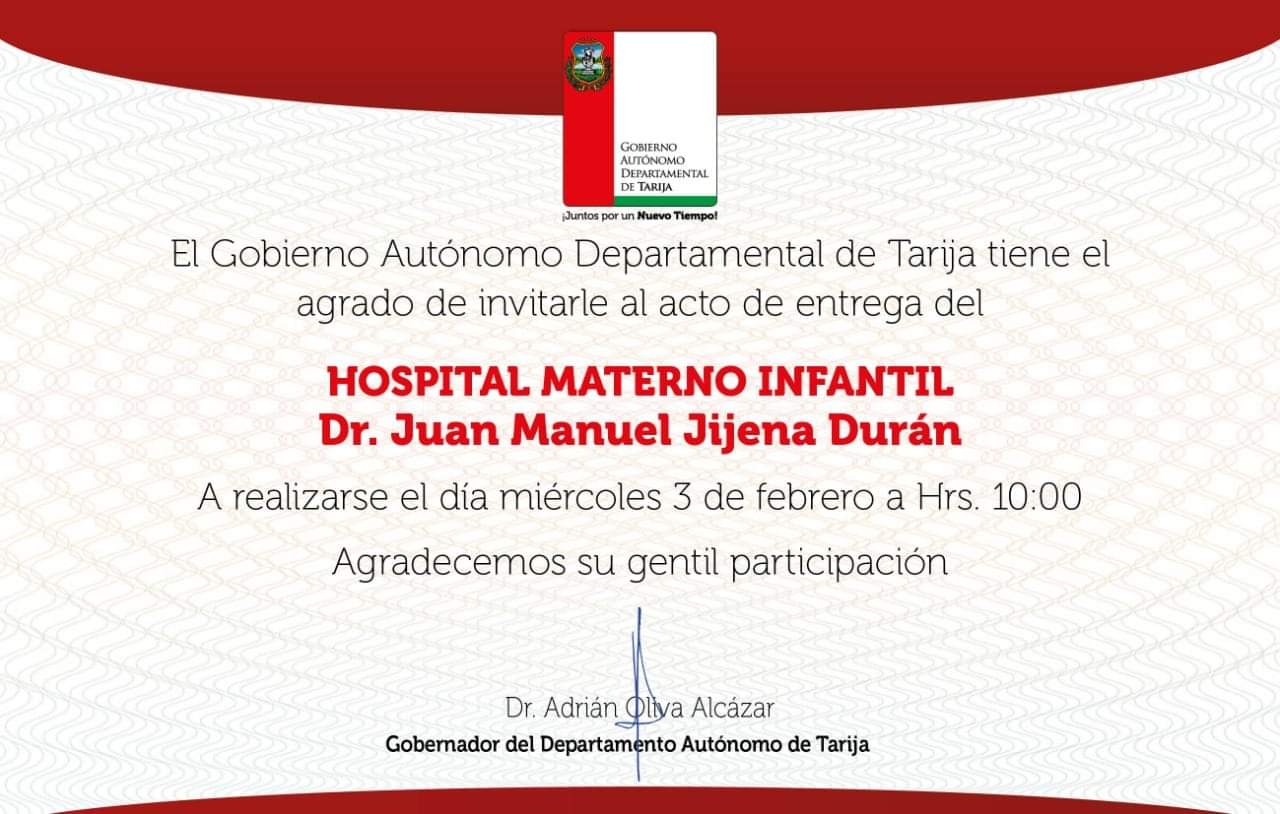 GOBIERNO
AUTÓNOMO
DEPARTAMENTAL
DE TARIJA
¡Juntos por un Nuevo Tiempo!
El Gobierno Autónomo Departamental de Tarija tiene el
agrado de invitarle al acto de entrega del
HOSPITAL MATERNO INFANTIL
Dr. Juan Manuel Jijena Durán
A realizarse el día miércoles 3 de febrero a Hrs. 10:00
Agradecemos su gentil participación
Dr. Adrián Oliva Alcázar
Gobernador del Departamento Autónomo de Tarija